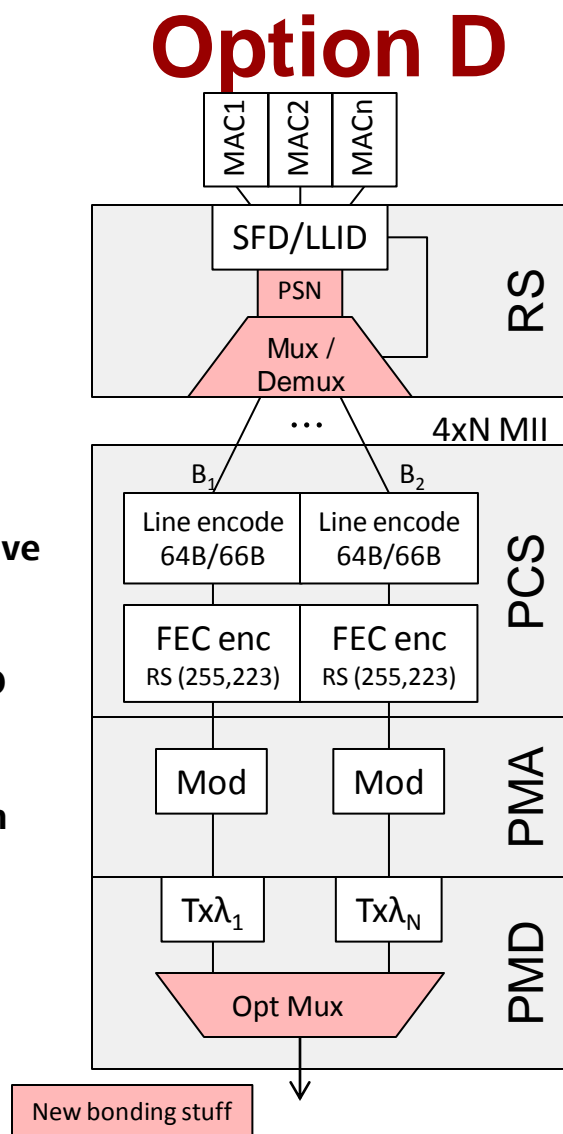 Option D
MAC1 MAC2 MACn
SFD/LLID
PSN
RS
Mux /
Demux
...
4xN MII
B1 B2
Line encode Line encode
64B/66B 64B/66B
ve
PCS
FEC enc FEC enc
RS (255,223) RS (255,223)
Mod Mod
PMA
Txλ1 TxλN
PMD
Opt Mux
New bonding stuff